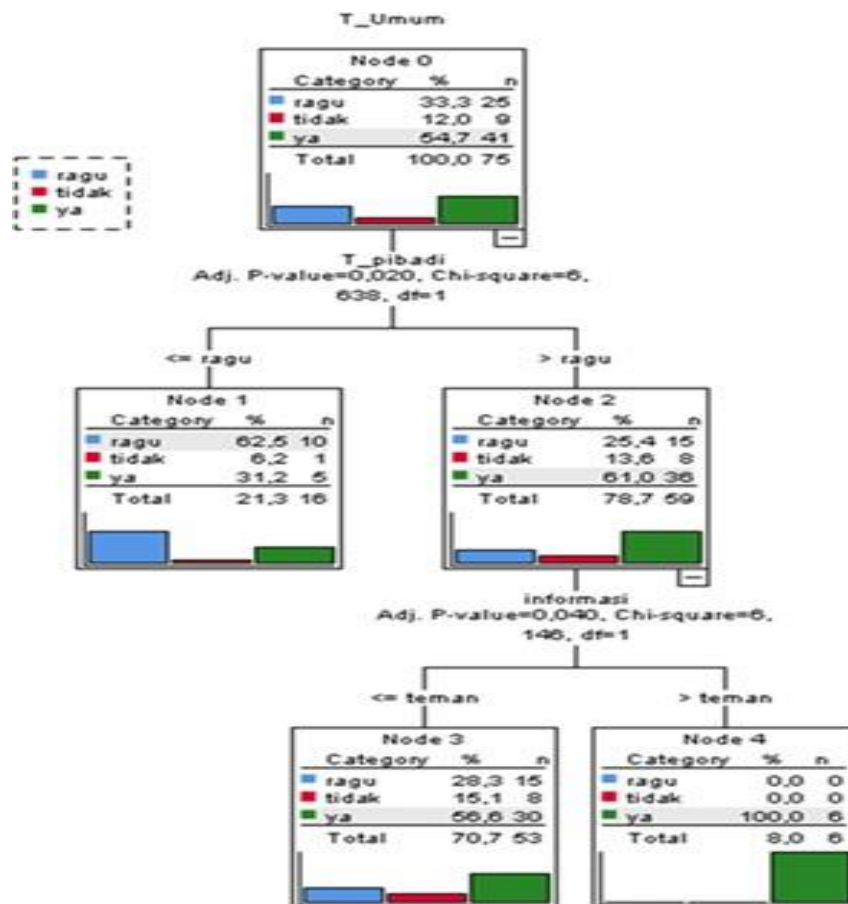 T_Umum
Node 0
Category % n
ragu 33,3 25
tidak 12,0 9
ya 54,7 41
Total 100,0 75
ragu
tidak
ya
T_pibadi
Adj. P-value=0,020, Chi-square=6,
638, df=1
<= ragu
> ragu
Node 1
Category % n
ragu 62,5 10
tidak 6,2 1
ya 31,2 5
Total 21,3 16
Node 2
Category % n
ragu 25,4 15
tidak 13,6 8
ya 61,0 36
Total 78,7 59
informasi
Adj. P-value=0,040, Chi-square=6,
146, df=1
<= teman
> teman
Node 3
Category % n
ragu 28,3 15
tidak 15,1 8
ya 56,6 30
Total 70,7 53
Node 4
Category % n
ragu 0,0 0
tidak 0,0 0
ya 100,0 6
Total 8,0 6